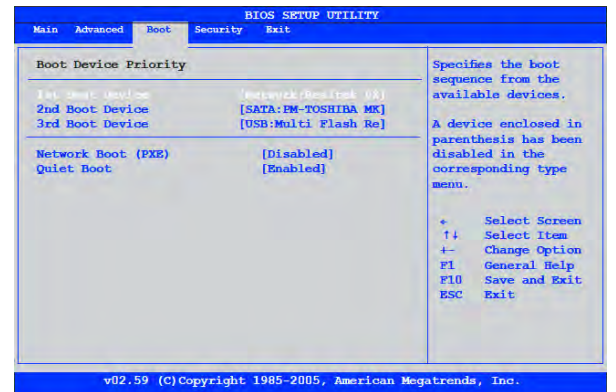 BIOS SETUP UTILITY
Main Advanced Boot Security Exit
Boot Device Priority
1st Boot Device
2nd Boot Device [SATA:PM-TOSHIBA MK]
3rd Boot Device [USB:Multi Flash Re]
Network Boot (PXE) [Disabled]
Quiet Boot [Enabled]
Specifies the boot
sequence from the
available devices.
A device enclosed in
parenthesis has been
disabled in the
corresponding type
menu.
← Select Screen
↑↓ Select Item
+- Change Option
F1 General Help
F10 Save and Exit
ESC Exit
v02.59 (C)Copyright 1985-2005, American Megatrends, Inc.